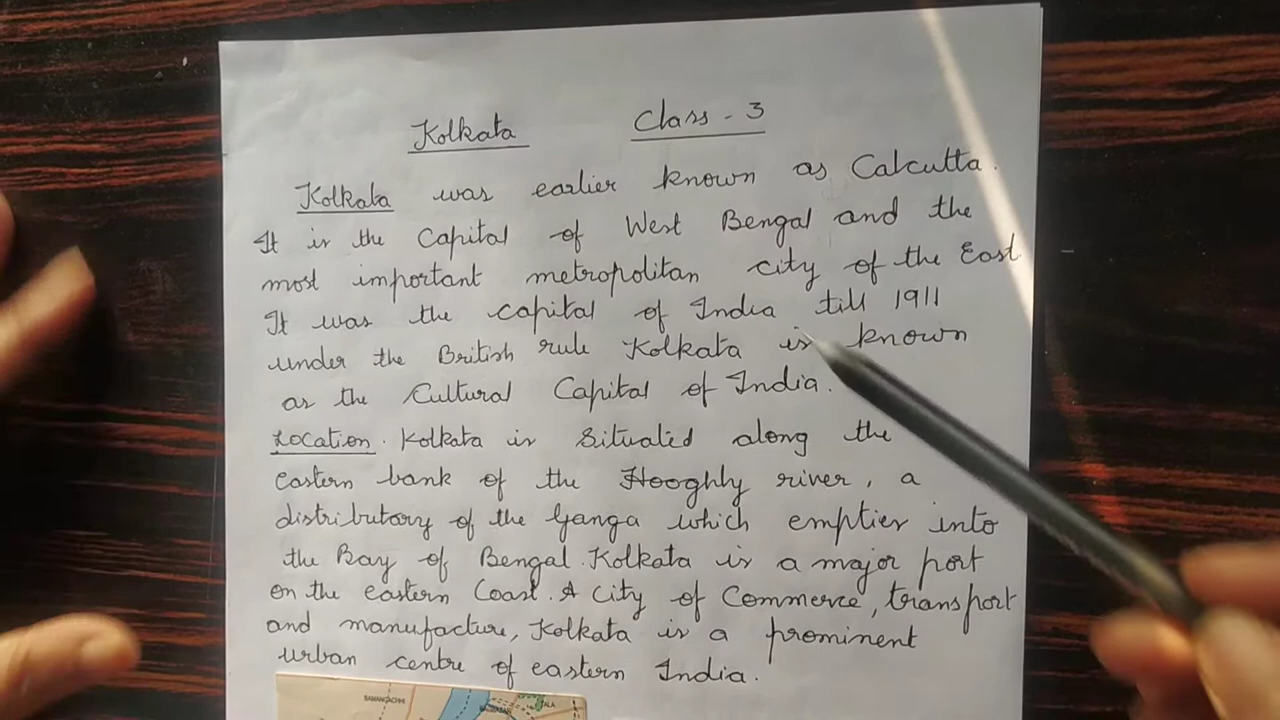 Kolkata Class - 3
Kolkata was earlier known as Calcutta.
It is the Capital of West Bengal and the
most important metropolitan city of the East
It was the capital of India till 1911
under the British rule Kolkata is known
as the Cultural Capital of India.
Location. Kolkata is situated along the
eastern bank of the Hooghly river, a
distributory of the Ganga which empties into
the Bay of Bengal. Kolkata is a major port
on the eastern Coast. A city of Commerce, transport
and manufacture, Kolkata is a prominent
urban centre of eastern India.